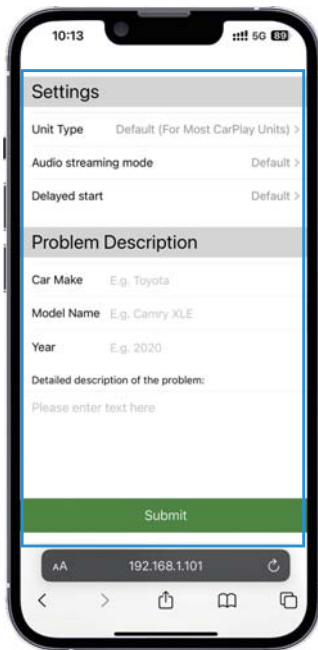 10:13 5G 89
Settings
Unit Type Default (For Most CarPlay Units) >
Audio streaming mode Default >
Delayed start Default >
Problem Description
Car Make E.g. Toyota
Model Name E.g. Camry XLE
Year E.g. 2020
Detailed description of the problem:
Please enter text here
Submit
AA 192.168.1.101